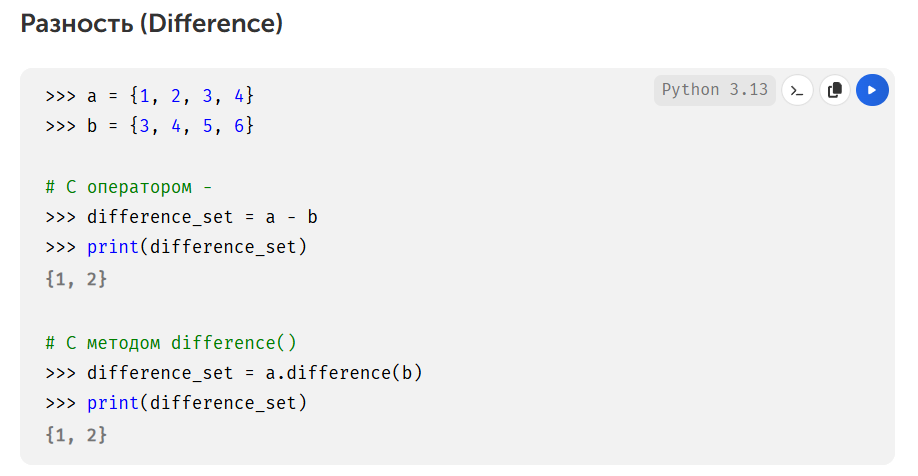 Разность (Difference)
Python 3.13
>>> a = {1, 2, 3, 4}
>>> b = {3, 4, 5, 6}
# С оператором -
>>> difference_set = a - b
>>> print(difference_set)
{1, 2}
# С методом difference()
>>> difference_set = a.difference(b)
>>> print(difference_set)
{1, 2}